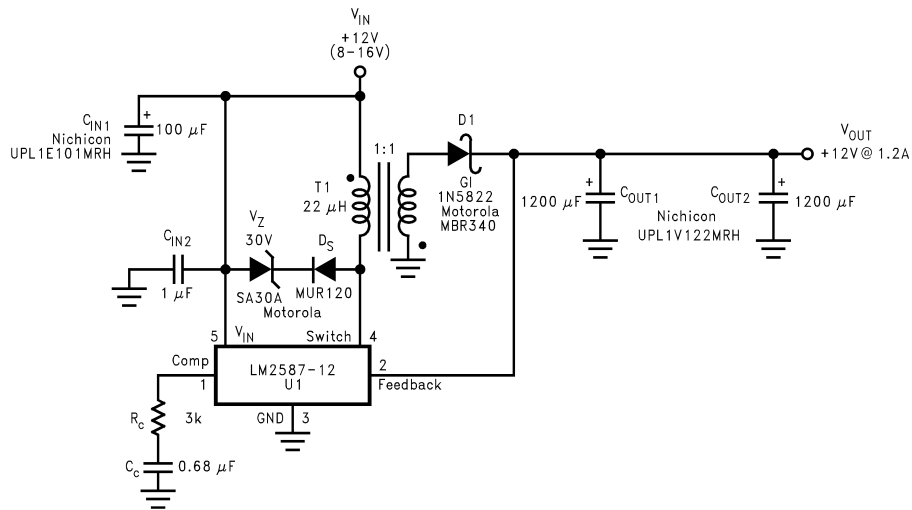 V_IN
+12V
(8-16V)
C_IN1
Nichicon
UPL1E101MRH
+
100 μF
T1
22 μH
1:1
D1
GI
1N5822
Motorola
MBR340
V_OUT
+12V @ 1.2A
+
1200 μF
C_OUT1
Nichicon
UPL1V122MRH
C_OUT2
+
1200 μF
C_IN2
1 μF
V_Z
30V
SA30A
D_S
MUR120
Motorola
5
V_IN
Switch
4
Comp
1
LM2587-12
U1
2
Feedback
GND
3
R_c
3k
C_c
0.68 μF